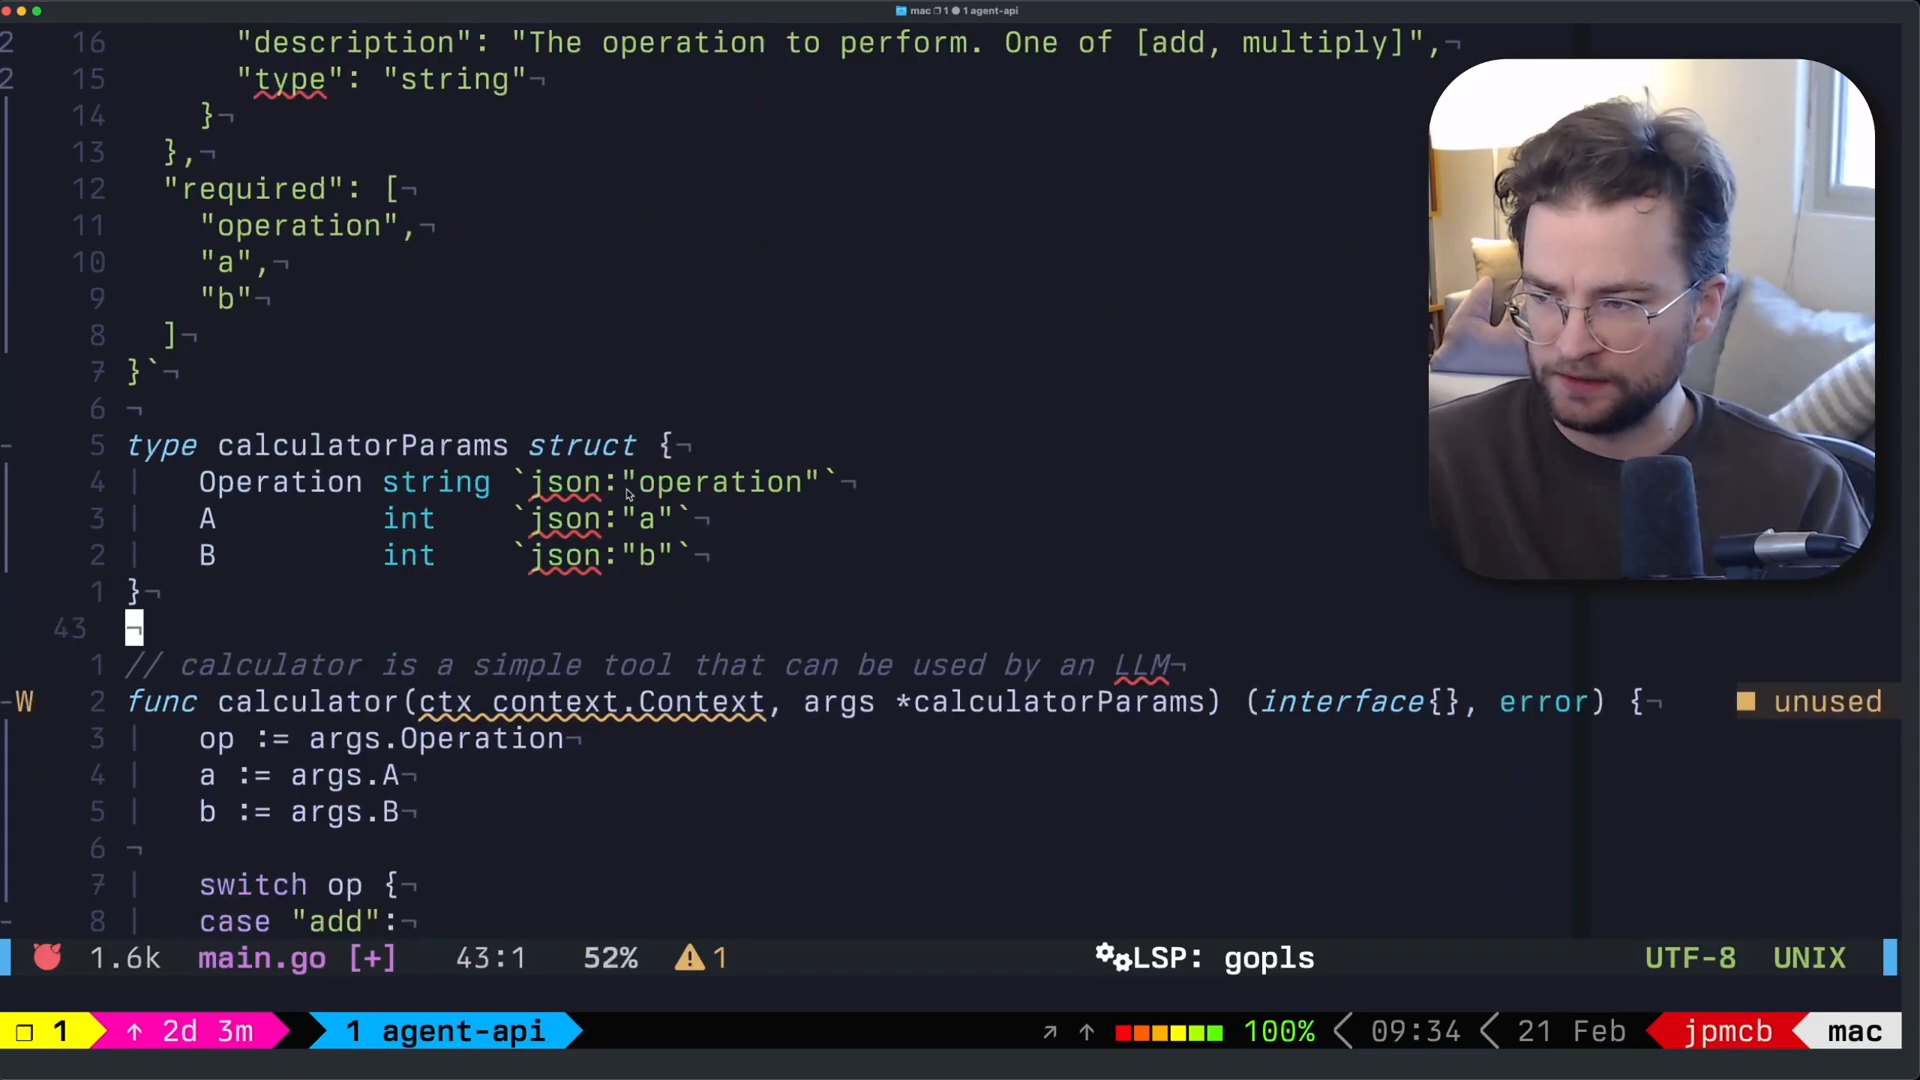 mac 1 1 agent-api
2 16 "description": "The operation to perform. One of [add, multiply]",¬
2 15 "type": "string"¬
14 }¬
13 },¬
12 "required": [¬
11 "operation",¬
10 "a",¬
9 "b"¬
8 ]¬
7 }`¬
6 ¬
5 type calculatorParams struct {¬
4 Operation string `json:"operation"`¬
3 A int `json:"a"`¬
2 B int `json:"b"`¬
1 }¬
43 ¬
1 // calculator is a simple tool that can be used by an LLM¬
W 2 func calculator(ctx context.Context, args *calculatorParams) (interface{}, error) {¬ ■ unused
3 op := args.Operation¬
4 a := args.A¬
5 b := args.B¬
6 ¬
7 switch op {¬
8 case "add":¬
1.6k main.go [+] 43:1 52% ⚠ 1 LSP: gopls UTF-8 UNIX
❐ 1 ↑ 2d 3m 1 agent-api ↗ ↑ 100% 09:34 21 Feb jpmcb mac